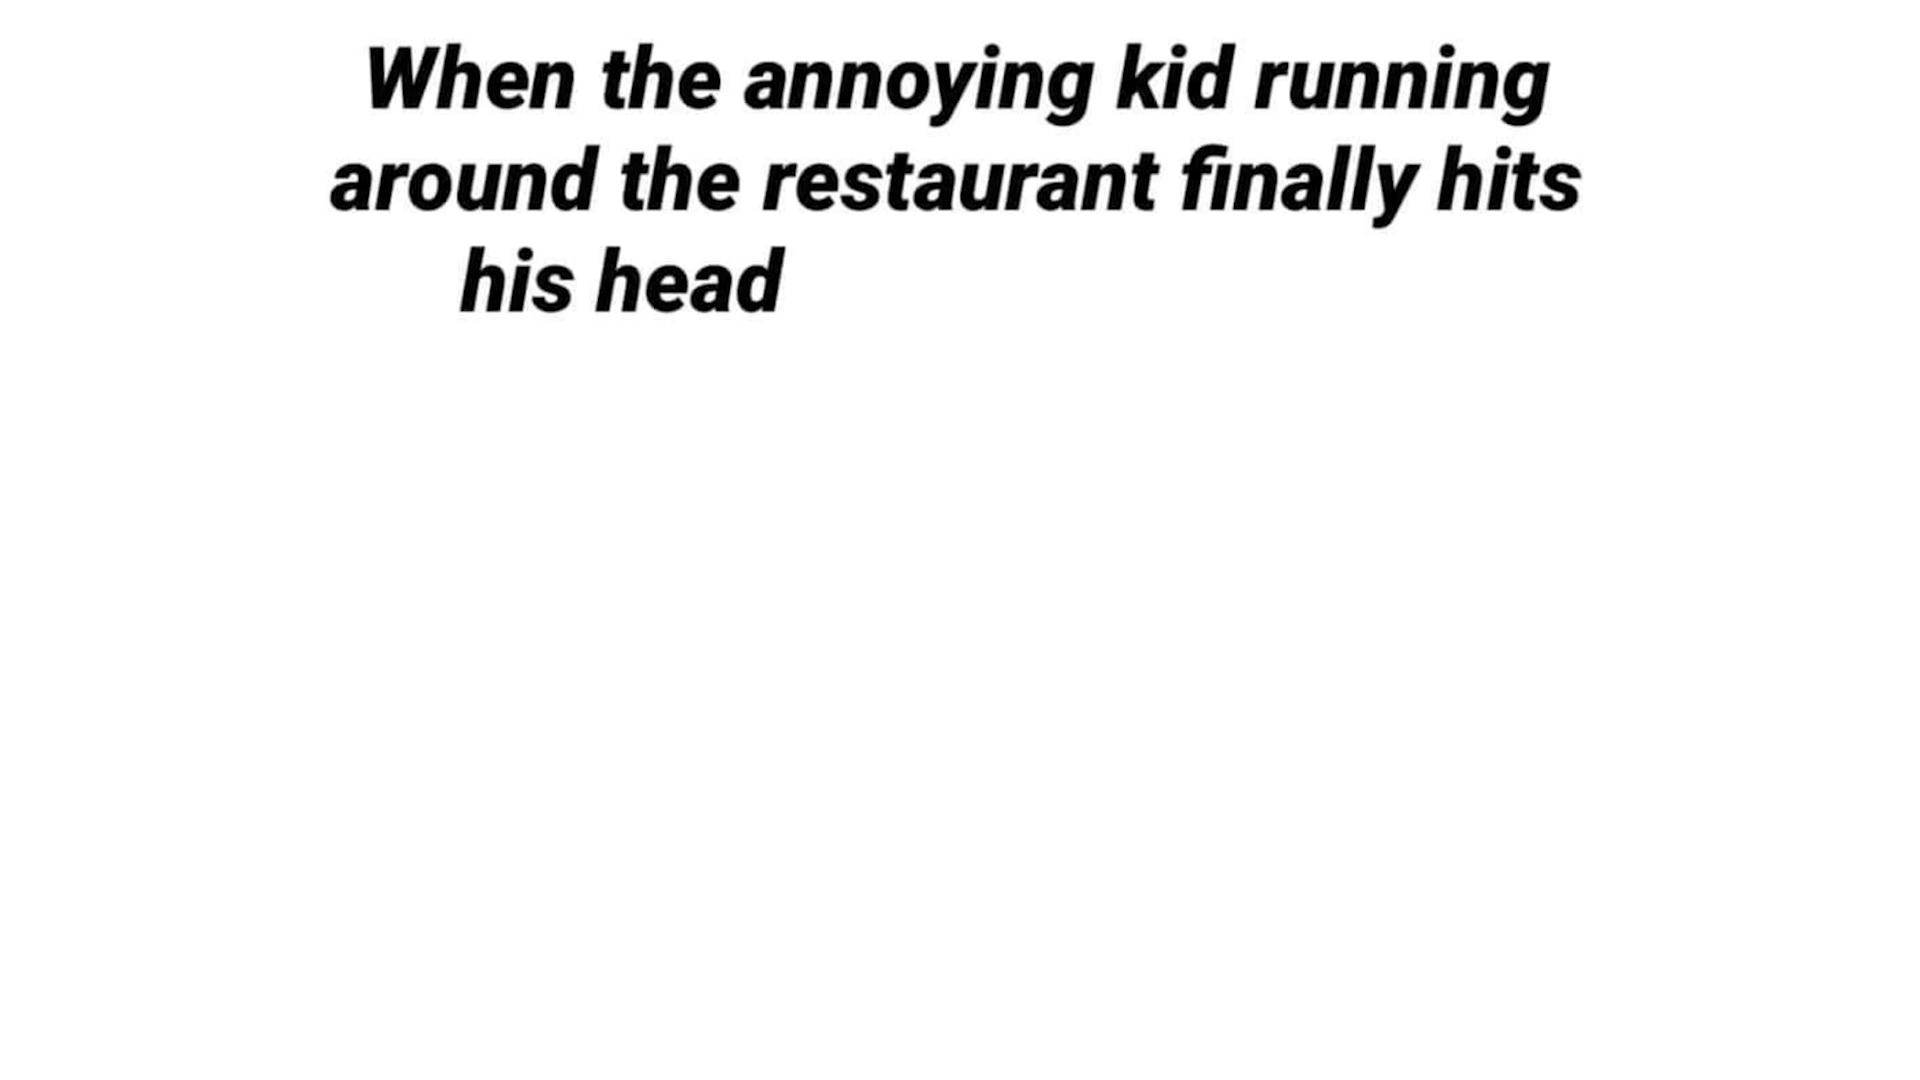 When the annoying kid running
around the restaurant finally hits
his head